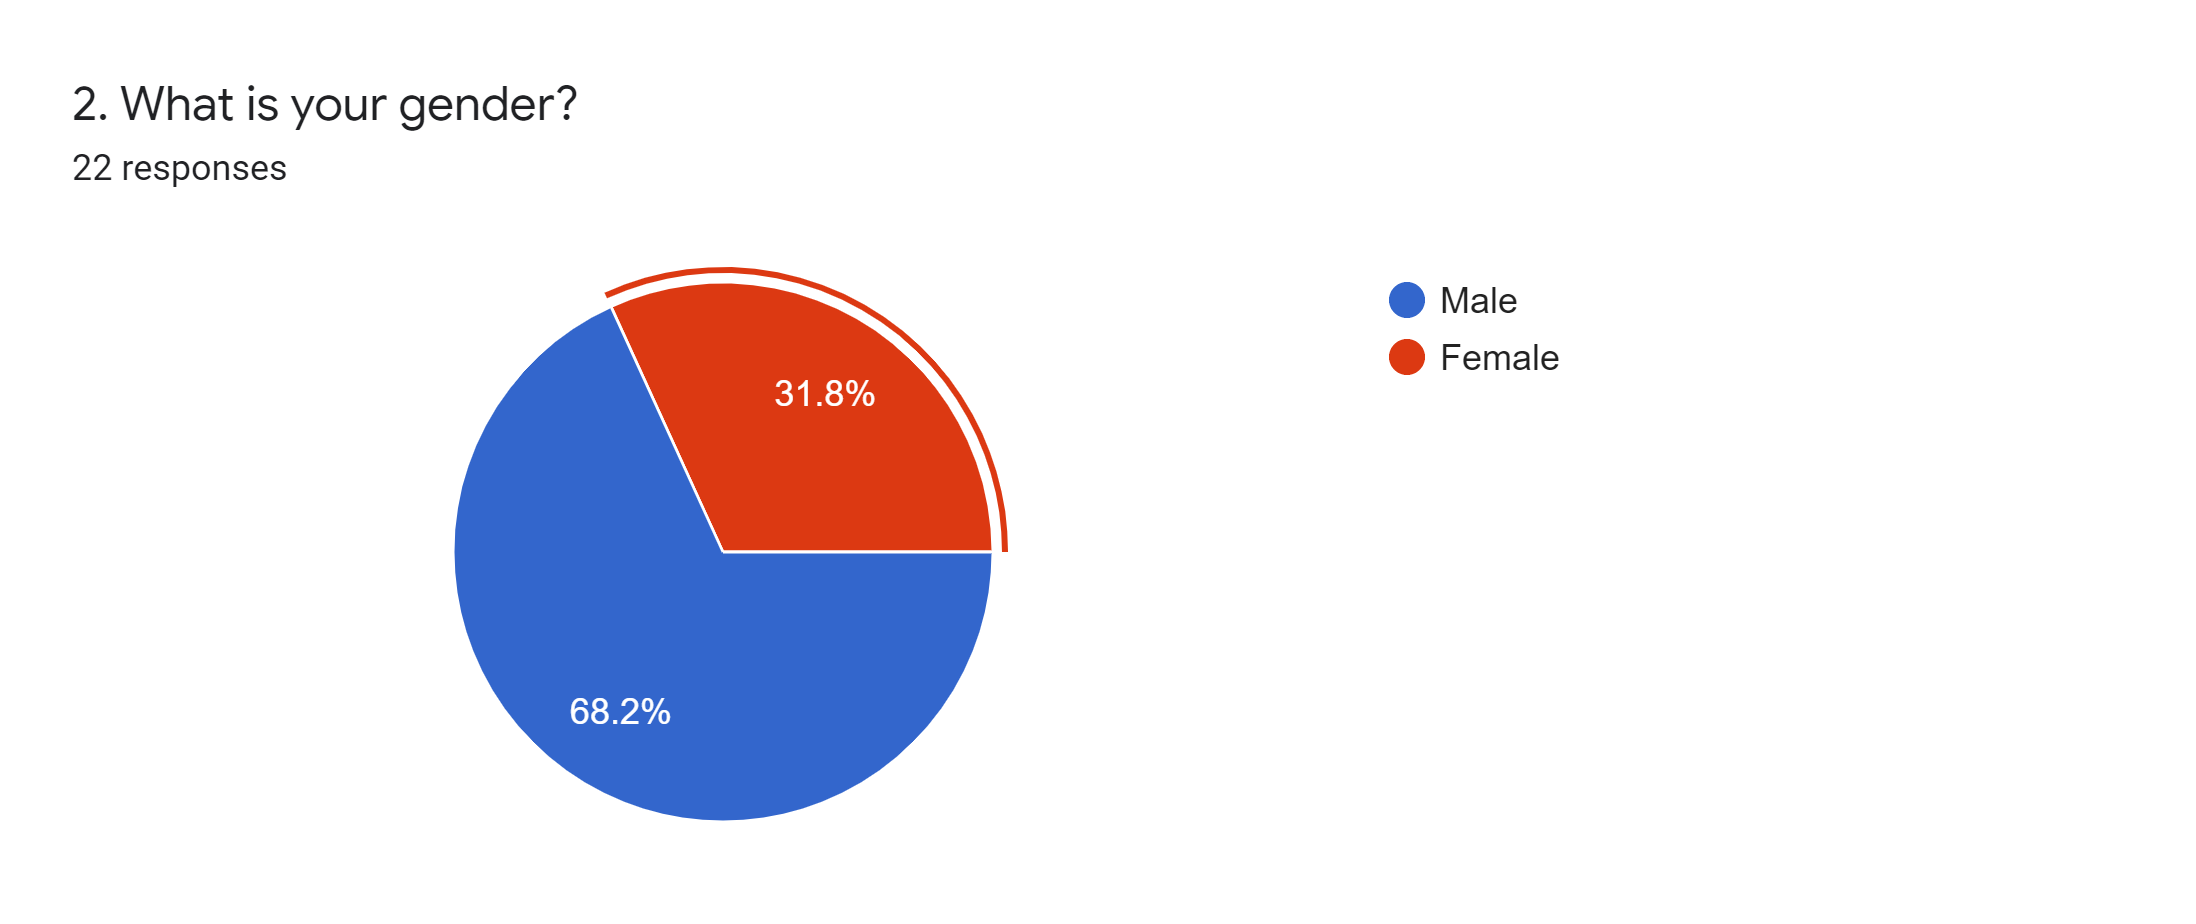 2. What is your gender?
22 responses
31.8%
68.2%
Male
Female